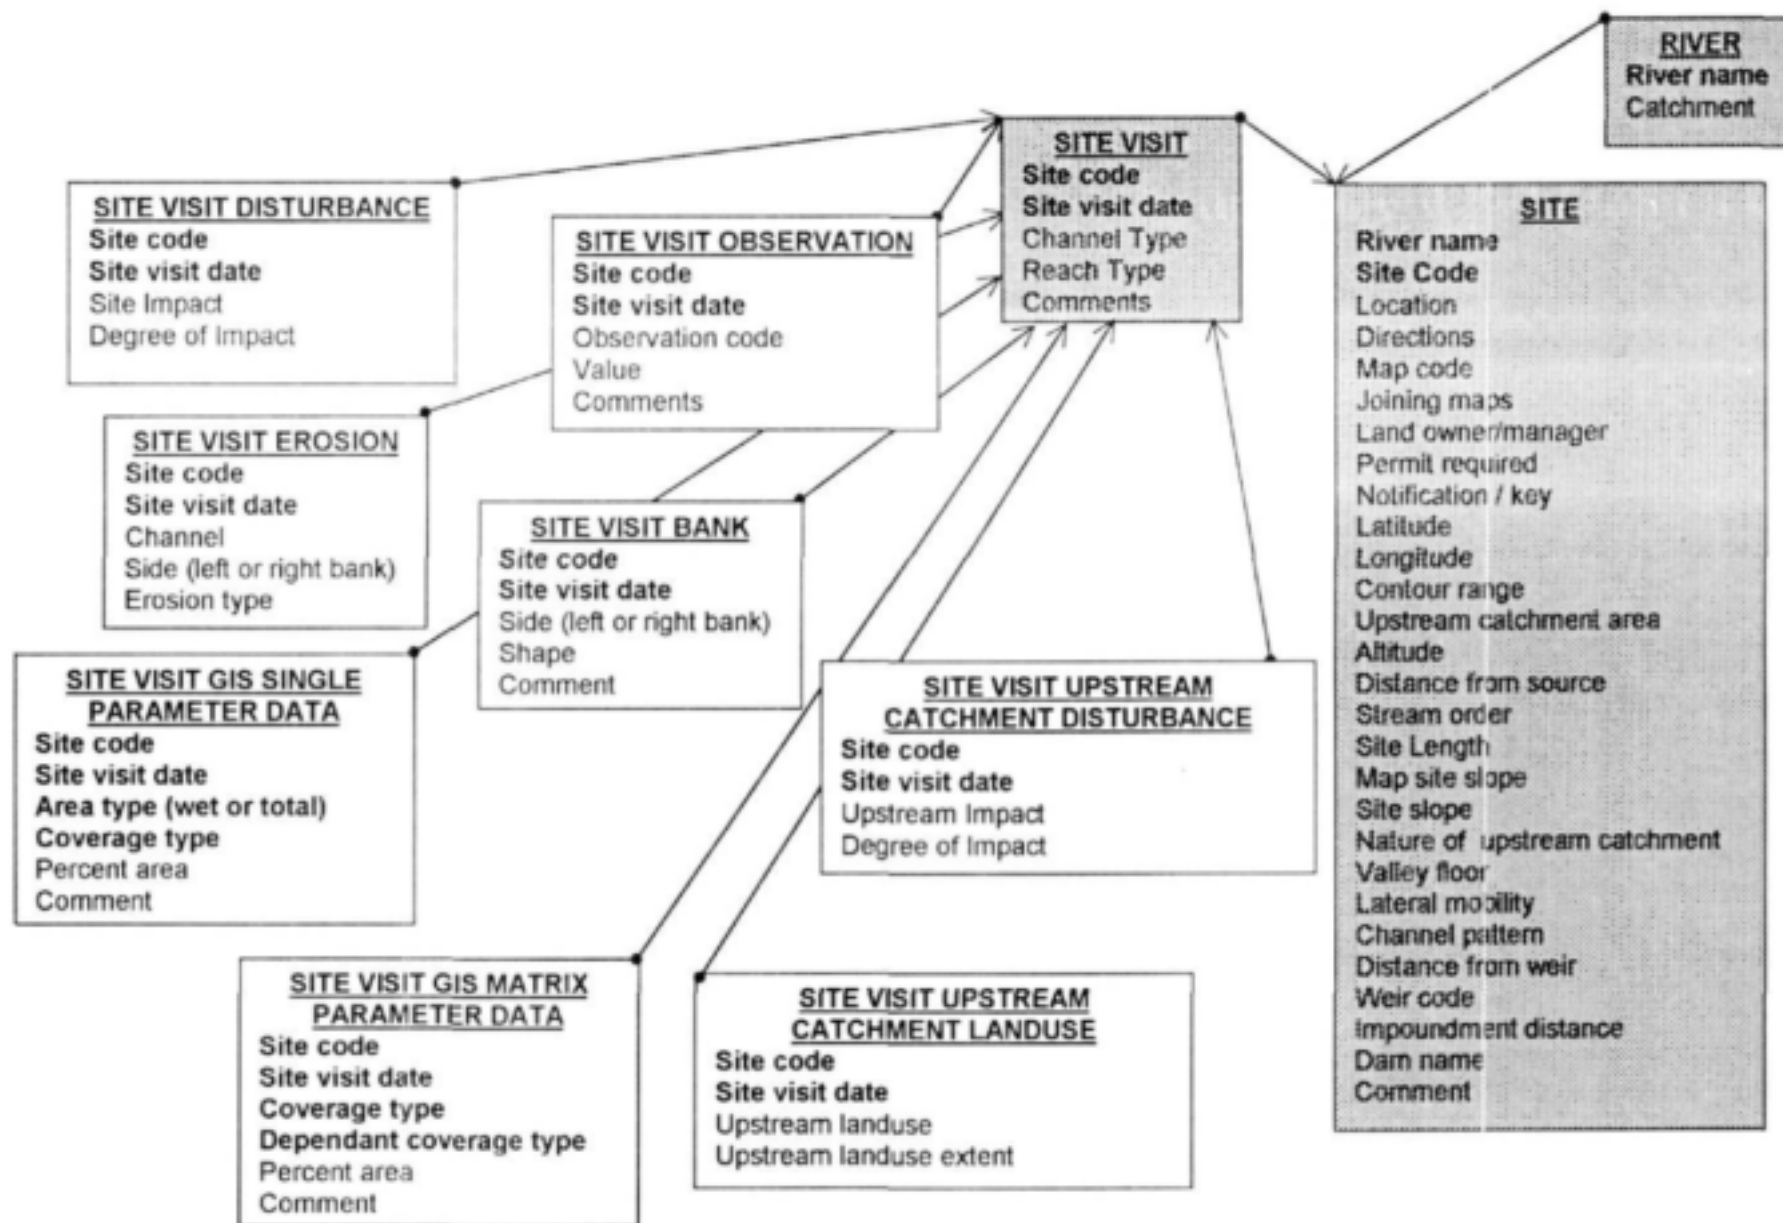 RIVER
River name
Catchment
SITE VISIT
Site code
Site visit date
Channel Type
Reach Type
Comments
SITE VISIT DISTURBANCE
Site code
Site visit date
Site Impact
Degree of Impact
SITE VISIT OBSERVATION
Site code
Site visit date
Observation code
Value
Comments
SITE
River name
Site Code
Location
Directions
Map code
Joining maps
Land owner/manager
Permit required
Notification / key
Latitude
Longitude
Contour range
Upstream catchment area
Altitude
Distance from source
Stream order
Site Length
Map site slope
Site slope
Nature of upstream catchment
Valley floor
Lateral mobility
Channel pattern
Distance from weir
Weir code
Impoundment distance
Dam name
Comment
SITE VISIT EROSION
Site code
Site visit date
Channel
Side (left or right bank)
Erosion type
SITE VISIT BANK
Site code
Site visit date
Side (left or right bank)
Shape
Comment
SITE VISIT GIS SINGLE
PARAMETER DATA
Site code
Site visit date
Area type (wet or total)
Coverage type
Percent area
Comment
SITE VISIT UPSTREAM
CATCHMENT DISTURBANCE
Site code
Site visit date
Upstream Impact
Degree of Impact
SITE VISIT GIS MATRIX
PARAMETER DATA
Site code
Site visit date
Coverage type
Dependant coverage type
Percent area
Comment
SITE VISIT UPSTREAM
CATCHMENT LANDUSE
Site code
Site visit date
Upstream landuse
Upstream landuse extent